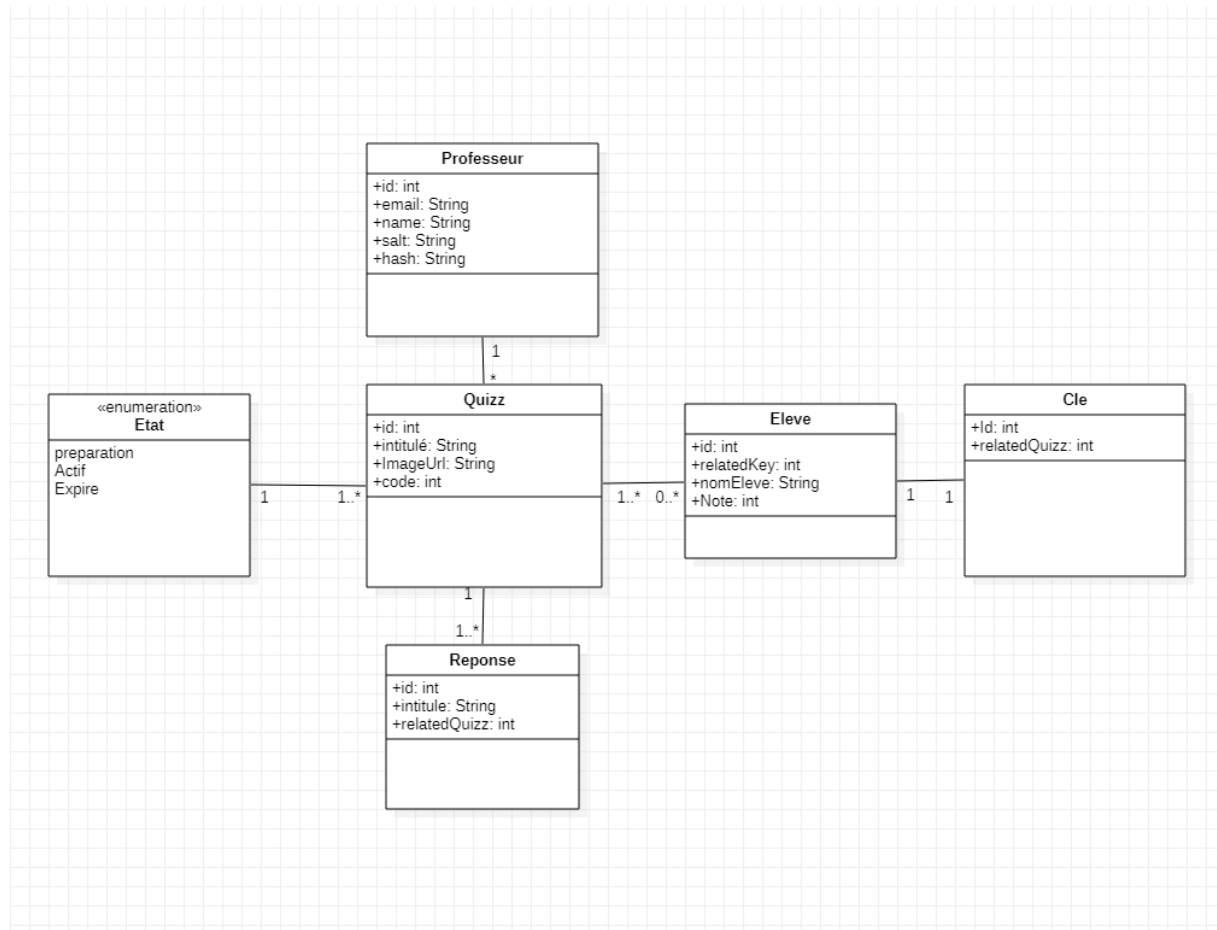 Professeur
+id: int
+email: String
+name: String
+salt: String
+hash: String
1
*
«enumeration»
Etat
preparation
Actif
Expire
1
1..*
Quizz
+id: int
+intitulé: String
+ImageUrl: String
+code: int
1..*
0..*
Eleve
+id: int
+relatedKey: int
+nomEleve: String
+Note: int
1
1
Cle
+Id: int
+relatedQuizz: int
1
1..*
Reponse
+id: int
+intitule: String
+relatedQuizz: int